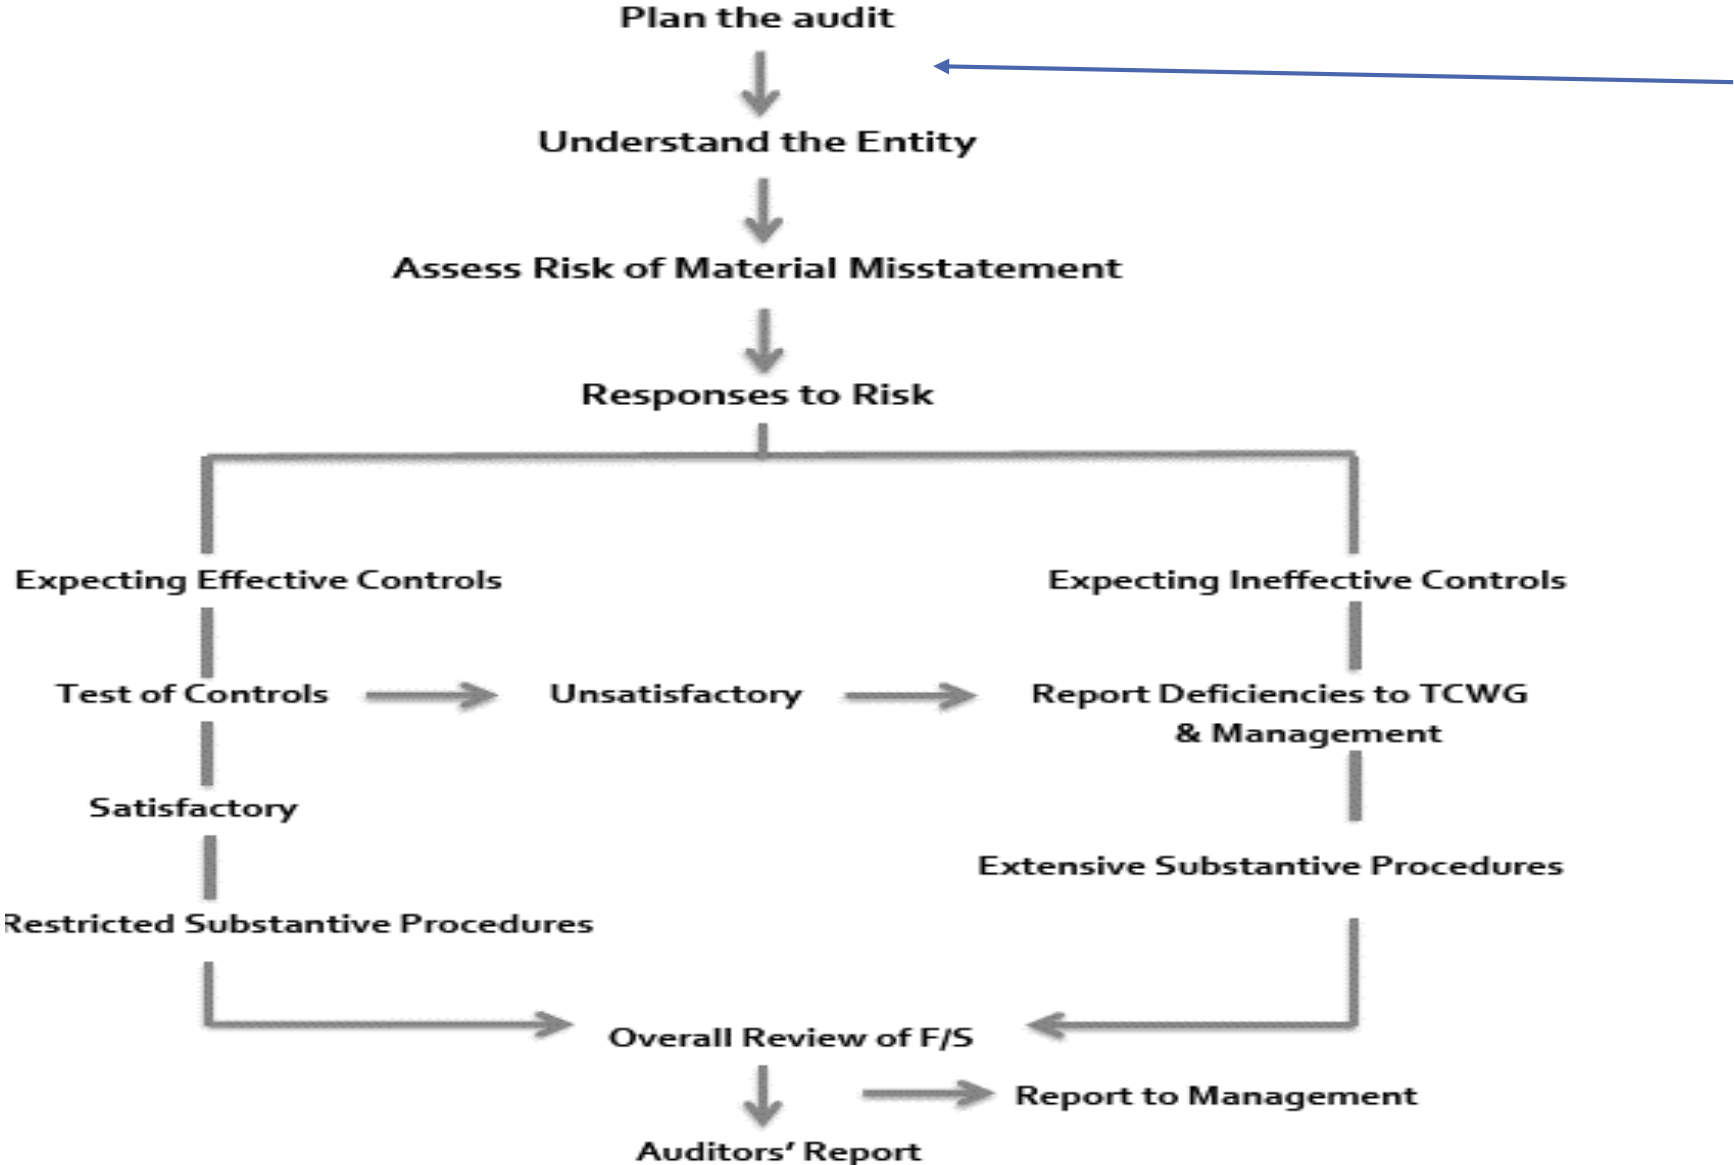 Plan the audit
Understand the Entity
Assess Risk of Material Misstatement
Responses to Risk
Expecting Effective Controls
Expecting Ineffective Controls
Test of Controls
Unsatisfactory
Report Deficiencies to TCWG
& Management
Satisfactory
Extensive Substantive Procedures
Restricted Substantive Procedures
Overall Review of F/S
Report to Management
Auditors' Report